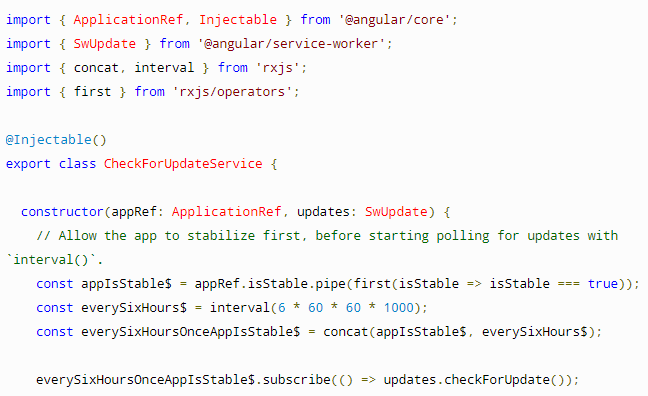 import { ApplicationRef, Injectable } from '@angular/core';
import { SwUpdate } from '@angular/service-worker';
import { concat, interval } from 'rxjs';
import { first } from 'rxjs/operators';

@Injectable()
export class CheckForUpdateService {

  constructor(appRef: ApplicationRef, updates: SwUpdate) {
    // Allow the app to stabilize first, before starting polling for updates with
`interval()`.
    const appIsStable$ = appRef.isStable.pipe(first(isStable => isStable === true));
    const everySixHours$ = interval(6 * 60 * 60 * 1000);
    const everySixHoursOnceAppIsStable$ = concat(appIsStable$, everySixHours$);

    everySixHoursOnceAppIsStable$.subscribe(() => updates.checkForUpdate());